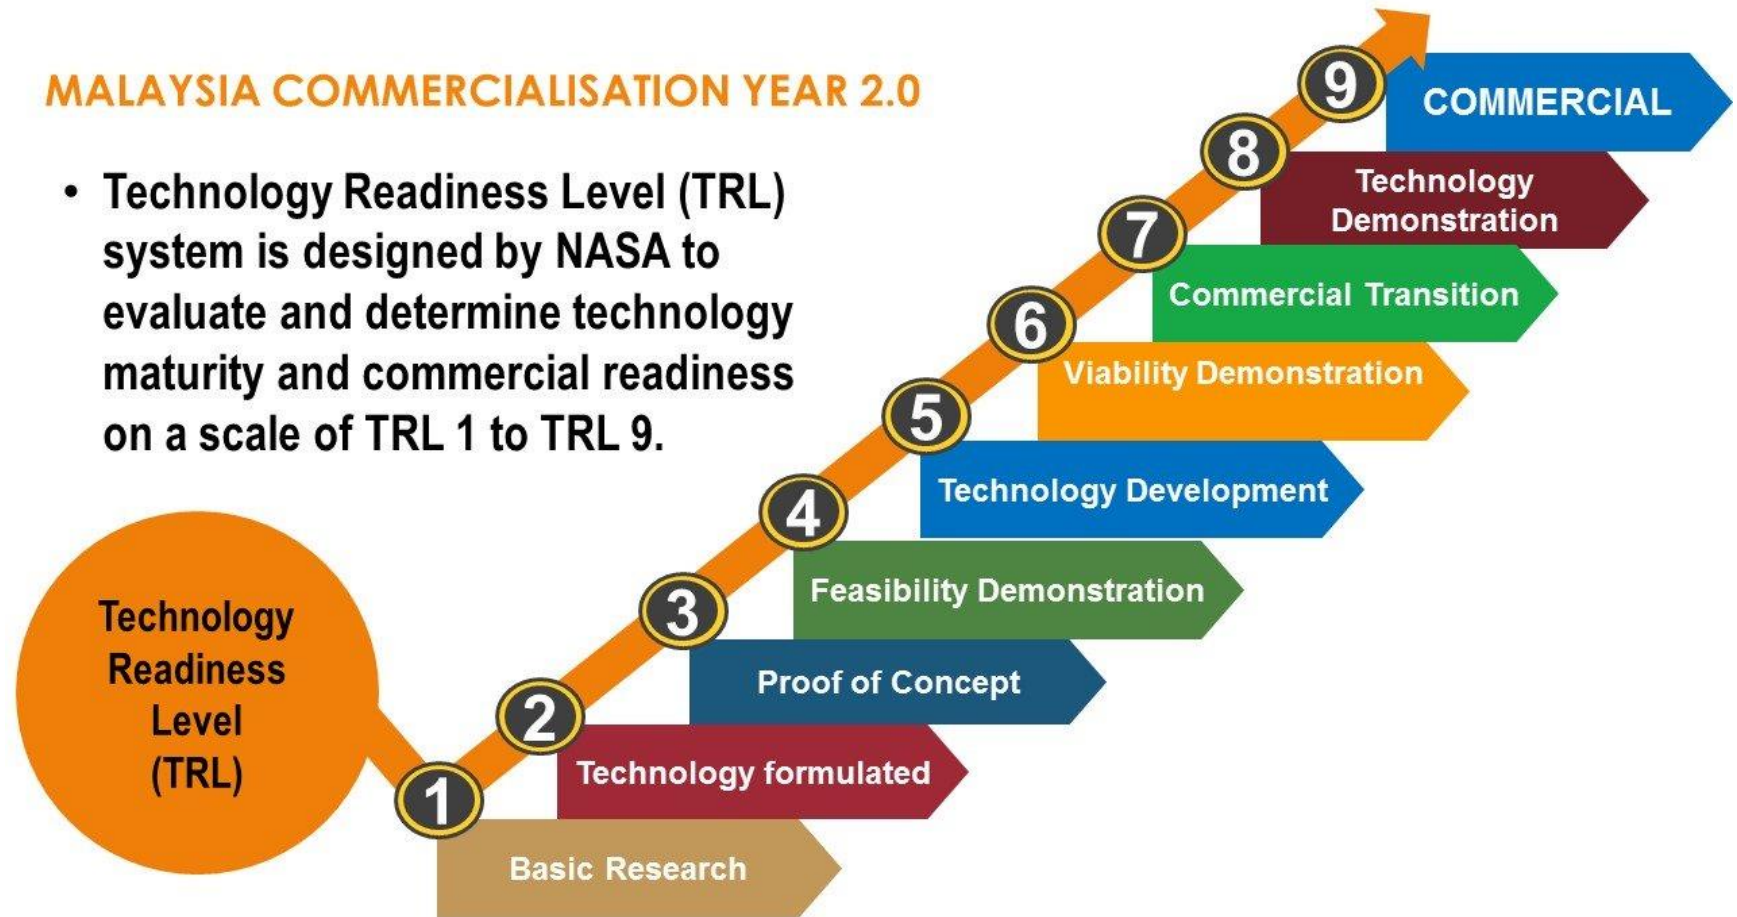 MALAYSIA COMMERCIALISATION YEAR 2.0
• Technology Readiness Level (TRL)
system is designed by NASA to
evaluate and determine technology
maturity and commercial readiness
on a scale of TRL 1 to TRL 9.
Technology
Readiness
Level
(TRL)
9
COMMERCIAL
8
Technology
Demonstration
7
Commercial Transition
6
Viability Demonstration
5
Technology Development
4
Feasibility Demonstration
3
Proof of Concept
2
Technology formulated
1
Basic Research